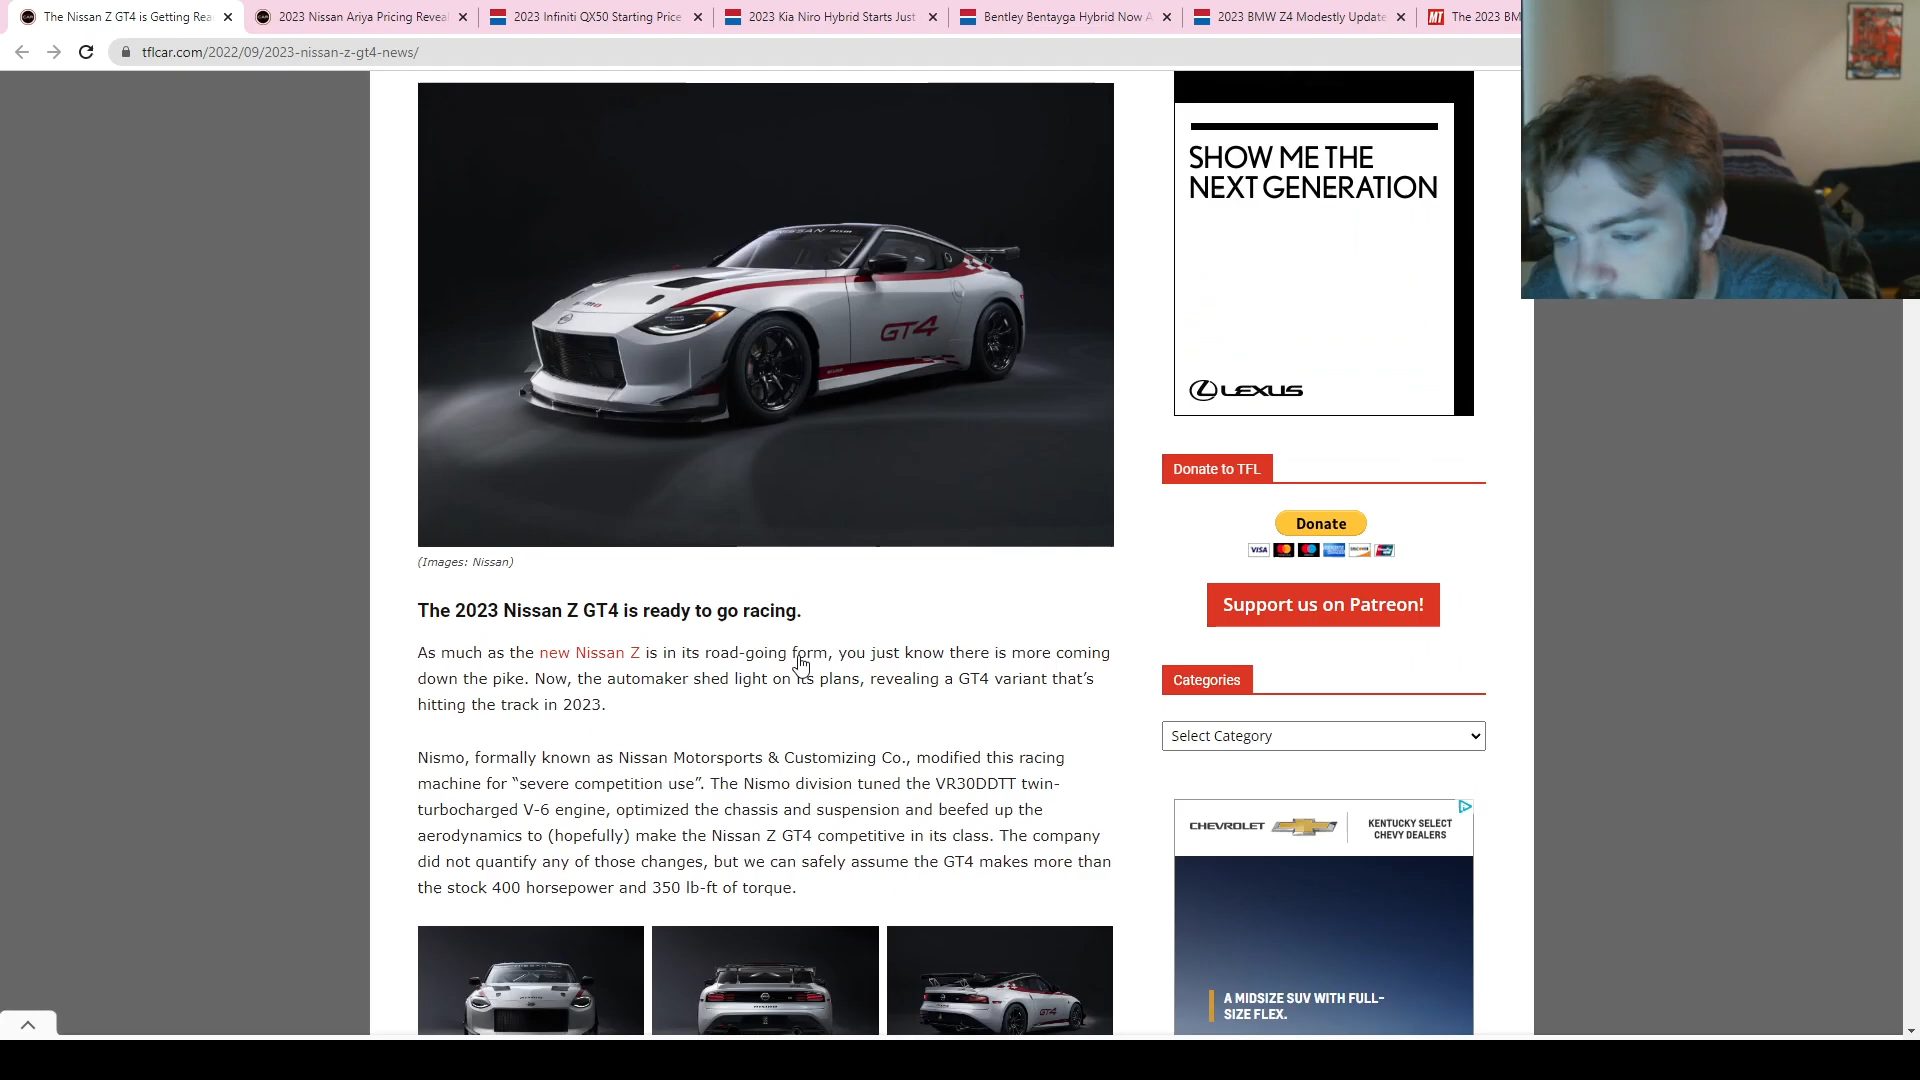 The Nissan Z GT4 is Getting Rea
2023 Nissan Ariya Pricing Reveal
2023 Infiniti QX50 Starting Price
2023 Kia Niro Hybrid Starts Just
Bentley Bentayga Hybrid Now A
2023 BMW Z4 Modestly Update
The 2023 BM
tflcar.com/2022/09/2023-nissan-z-gt4-news/
GT4
SHOW ME THE
NEXT GENERATION
LEXUS
(Images: Nissan)
The 2023 Nissan Z GT4 is ready to go racing.
As much as the new Nissan Z is in its road-going form, you just know there is more coming
down the pike. Now, the automaker shed light on its plans, revealing a GT4 variant that’s
hitting the track in 2023.
Nismo, formally known as Nissan Motorsports & Customizing Co., modified this racing
machine for “severe competition use”. The Nismo division tuned the VR30DDTT twin-
turbocharged V-6 engine, optimized the chassis and suspension and beefed up the
aerodynamics to (hopefully) make the Nissan Z GT4 competitive in its class. The company
did not quantify any of those changes, but we can safely assume the GT4 makes more than
the stock 400 horsepower and 350 lb-ft of torque.
GT4
Donate to TFL
Donate
VISA
Support us on Patreon!
Categories
Select Category
CHEVROLET
KENTUCKY SELECT
CHEVY DEALERS
A MIDSIZE SUV WITH FULL-
SIZE FLEX.